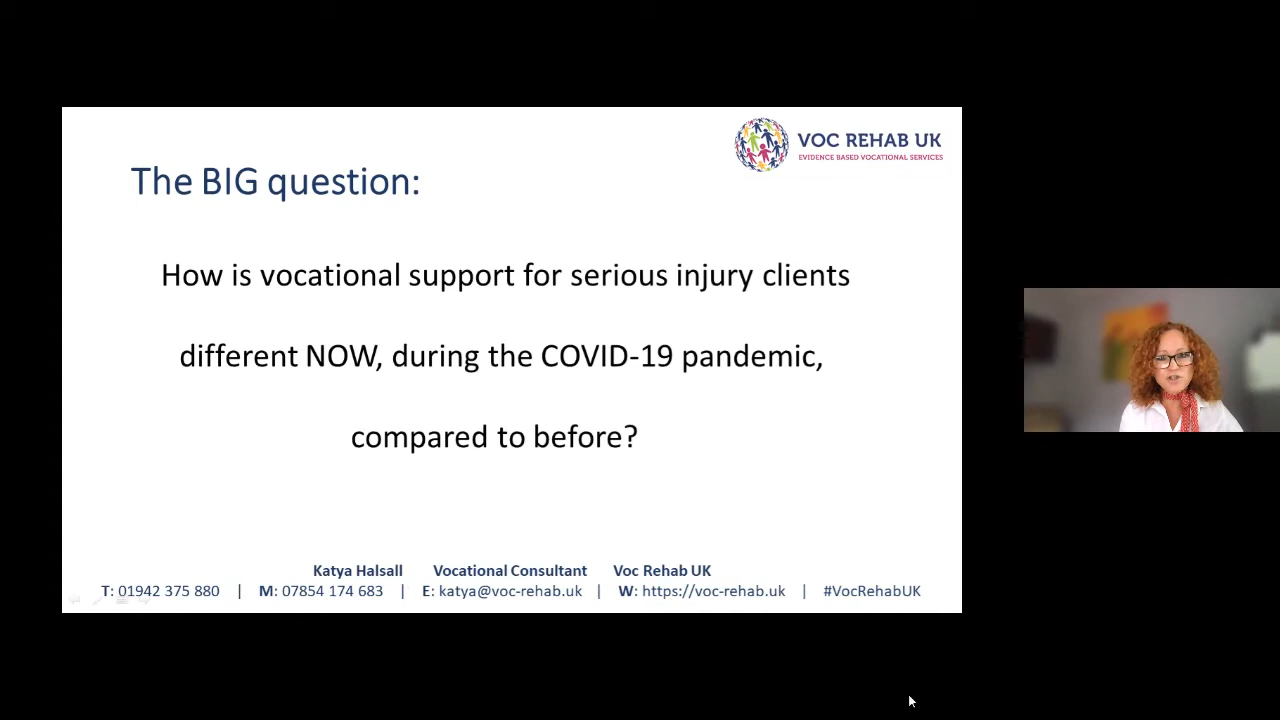 VOC REHAB UK
EVIDENCE BASED VOCATIONAL SERVICES
The BIG question:
How is vocational support for serious injury clients
different NOW, during the COVID-19 pandemic,
compared to before?
Katya Halsall Vocational Consultant Voc Rehab UK
T: 01942 375 880 | M: 07854 174 683 | E: katya@voc-rehab.uk | W: https://voc-rehab.uk | #VocRehabUK